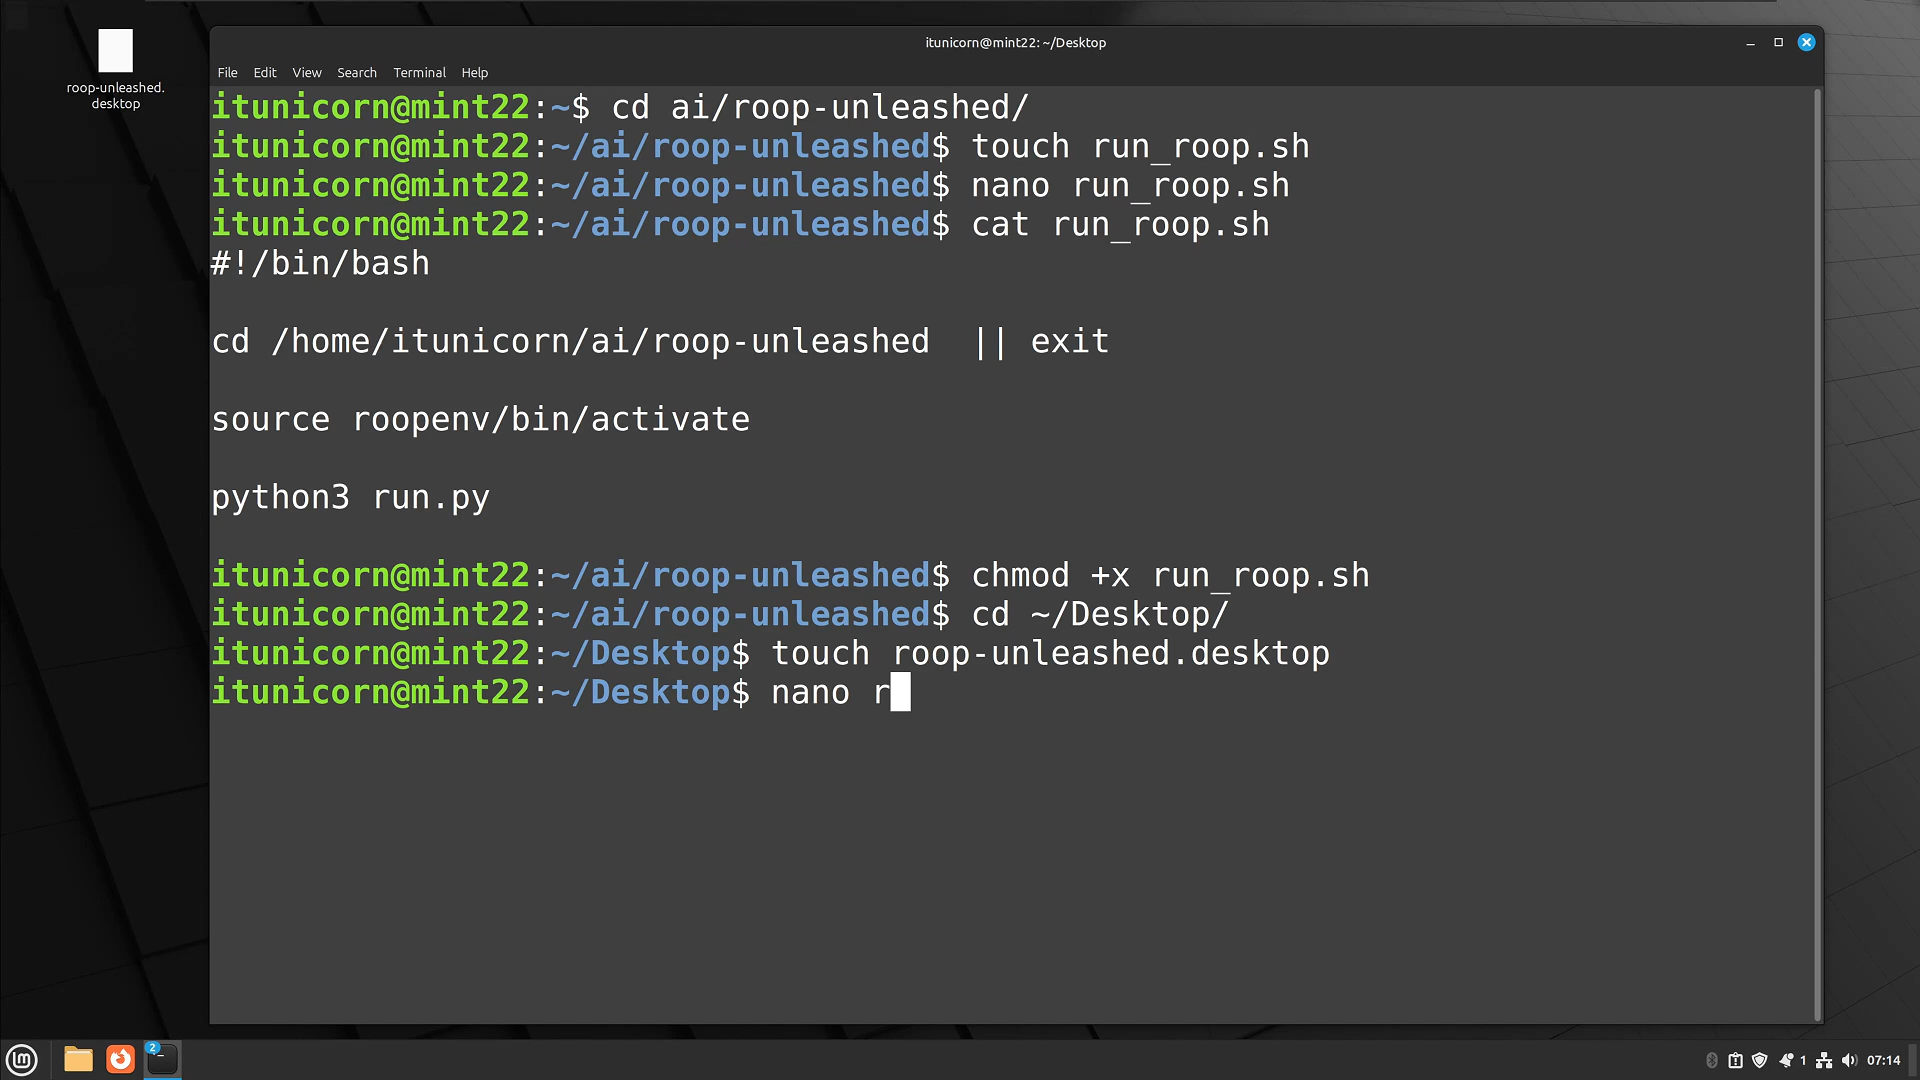 roop-unleashed.
desktop
itunicorn@mint22: ~/Desktop
File Edit View Search Terminal Help
itunicorn@mint22:~$ cd ai/roop-unleashed/
itunicorn@mint22:~/ai/roop-unleashed$ touch run_roop.sh
itunicorn@mint22:~/ai/roop-unleashed$ nano run_roop.sh
itunicorn@mint22:~/ai/roop-unleashed$ cat run_roop.sh
#!/bin/bash
cd /home/itunicorn/ai/roop-unleashed  || exit
source roopenv/bin/activate
python3 run.py
itunicorn@mint22:~/ai/roop-unleashed$ chmod +x run_roop.sh
itunicorn@mint22:~/ai/roop-unleashed$ cd ~/Desktop/
itunicorn@mint22:~/Desktop$ touch roop-unleashed.desktop
itunicorn@mint22:~/Desktop$ nano r
2
1 07:14